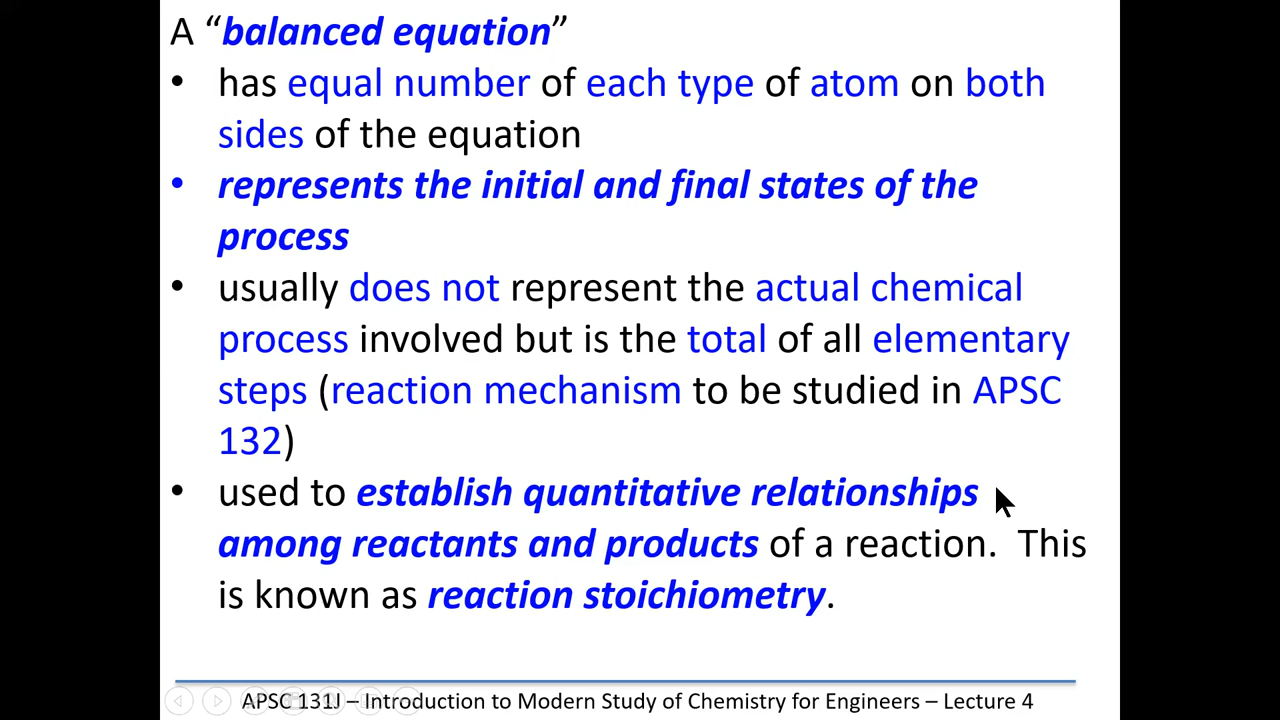 A “balanced equation”
• has equal number of each type of atom on both
sides of the equation
• represents the initial and final states of the
process
• usually does not represent the actual chemical
process involved but is the total of all elementary
steps (reaction mechanism to be studied in APSC
132)
• used to establish quantitative relationships
among reactants and products of a reaction.  This
is known as reaction stoichiometry.
APSC 131J – Introduction to Modern Study of Chemistry for Engineers – Lecture 4